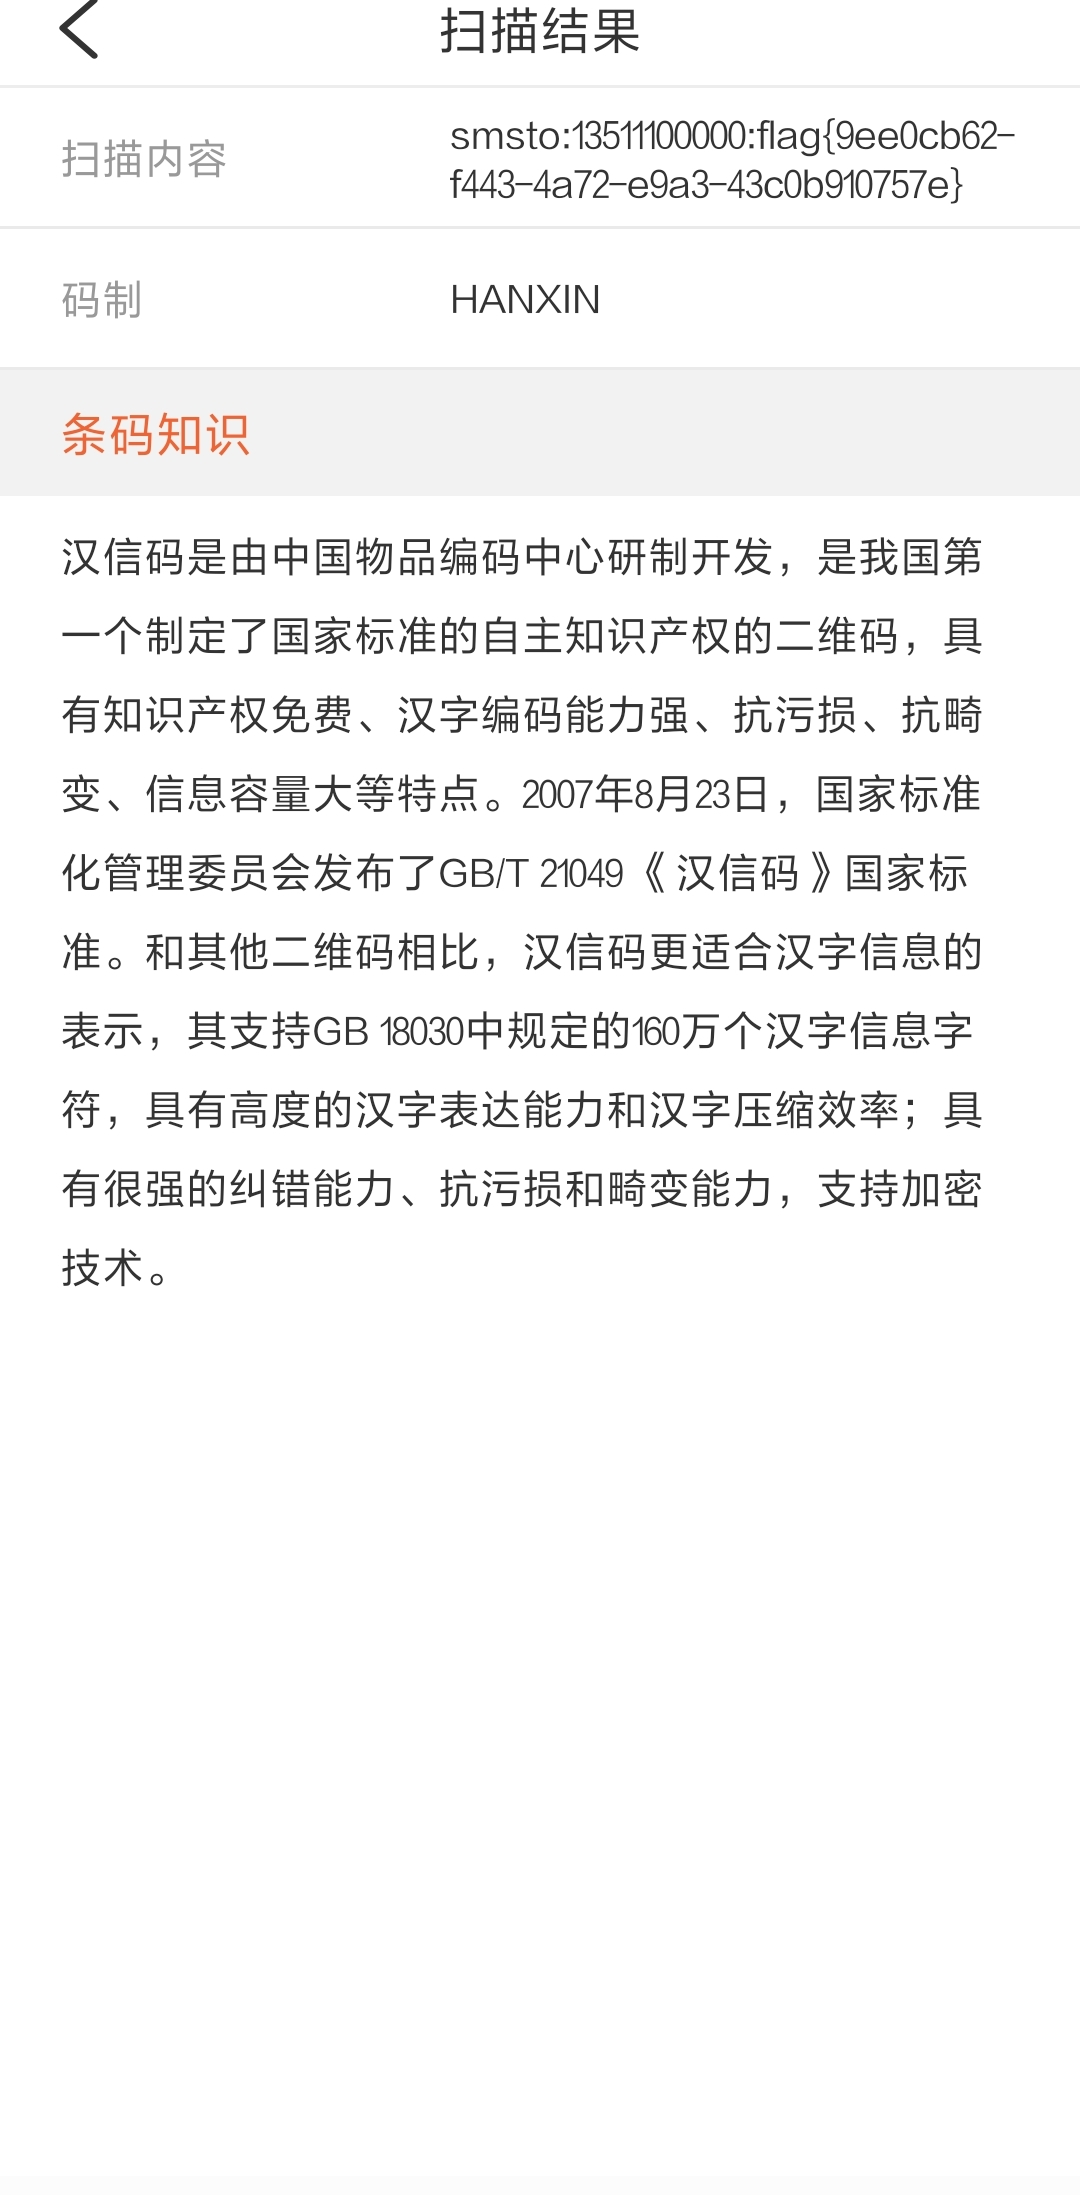 扫描结果
扫描内容
smsto:13511100000:flag{9ee0cb62-
f443-4a72-e9a3-43c0b910757e}
码制
HANXIN
条码知识
汉信码是由中国物品编码中心研制开发，是我国第
一个制定了国家标准的自主知识产权的二维码，具
有知识产权免费、汉字编码能力强、抗污损、抗畸
变、信息容量大等特点。2007年8月23日，国家标准
化管理委员会发布了GB/T 21049《 汉信码 》国家标
准。和其他二维码相比，汉信码更适合汉字信息的
表示，其支持GB 18030中规定的160万个汉字信息字
符，具有高度的汉字表达能力和汉字压缩效率；具
有很强的纠错能力、抗污损和畸变能力，支持加密
技术。